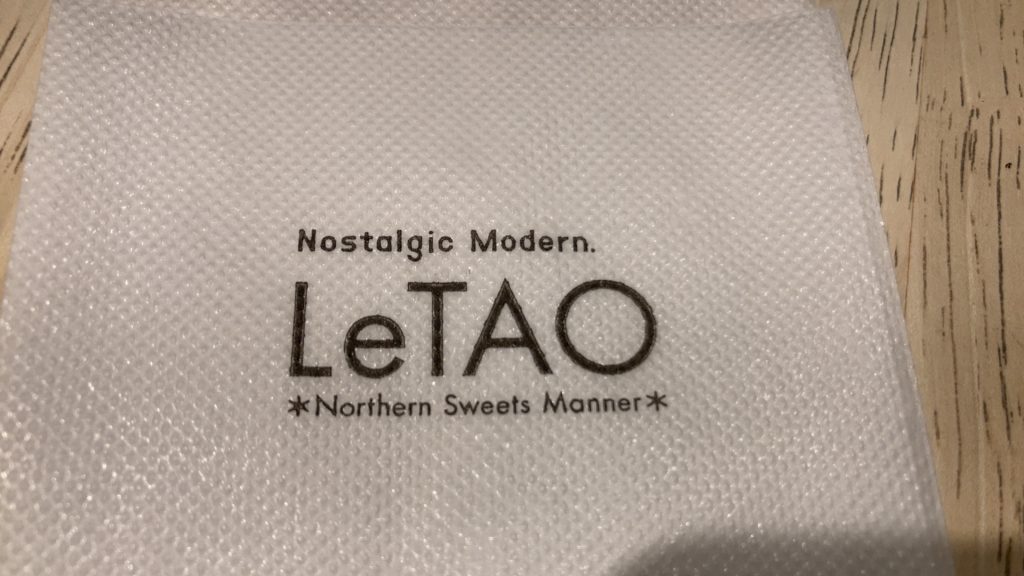 Nostalgic Modern.
LeTAO
*Northern Sweets Manner*